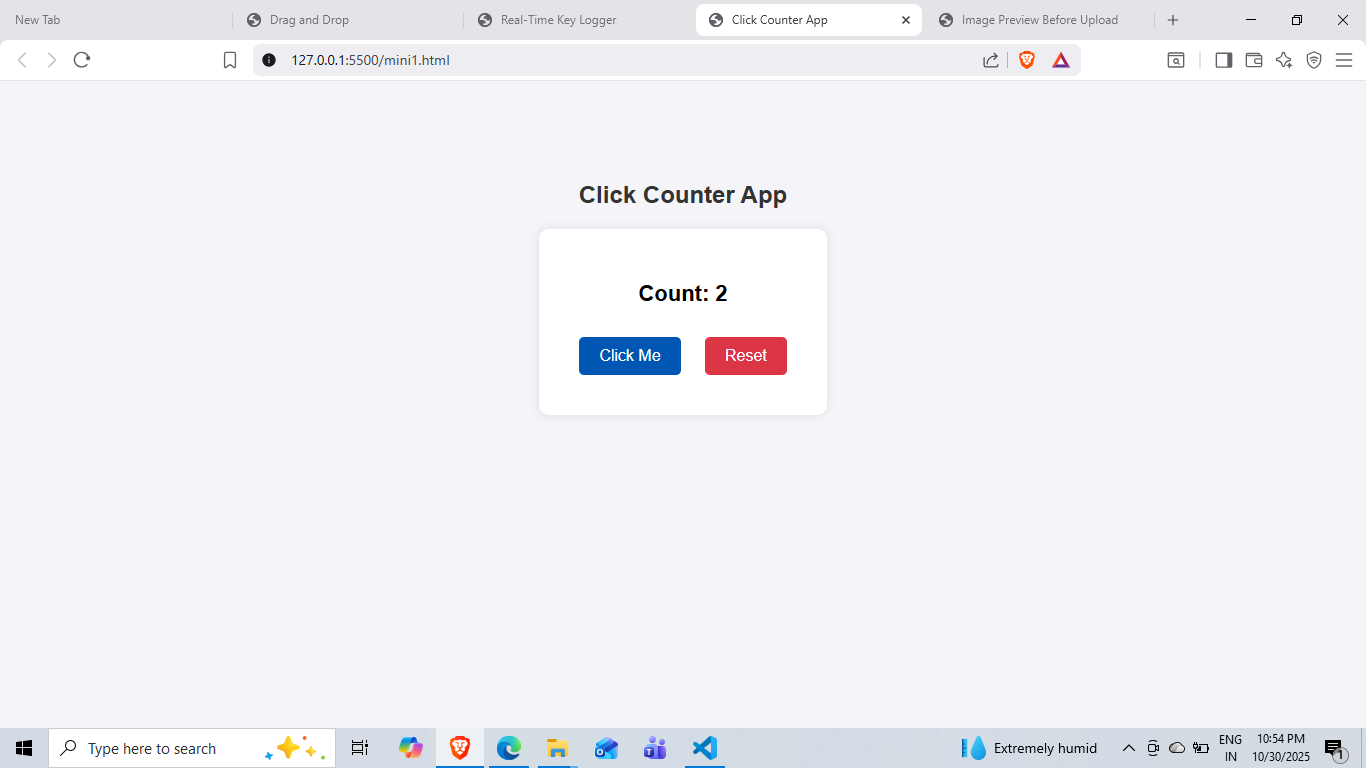 New Tab
Drag and Drop
Real-Time Key Logger
Click Counter App
Image Preview Before Upload
127.0.0.1:5500/mini1.html
Click Counter App
Count: 2
Click Me
Reset
Type here to search
Extremely humid
ENG
IN
10:54 PM
10/30/2025
1